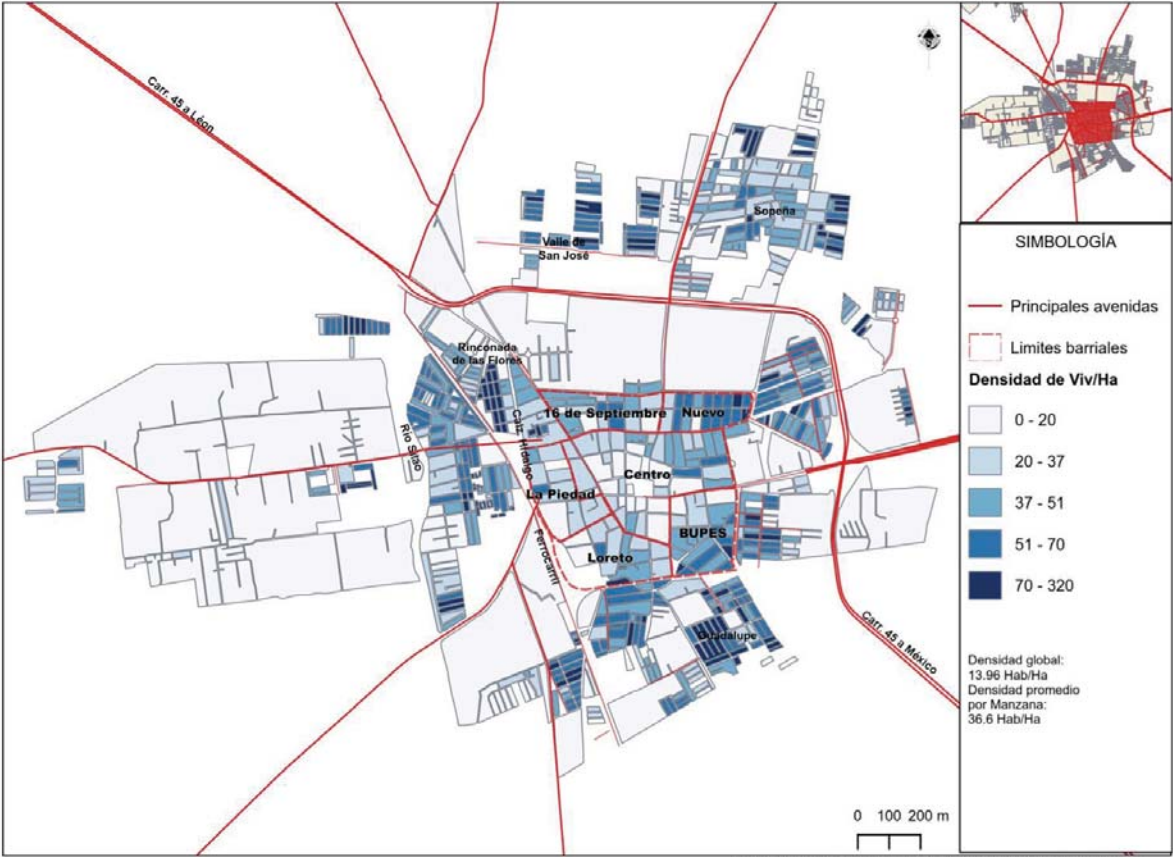 Carr. 45 a Léon
Sopeña
Valle de
San José
Rinconada
de las Flores
16 de Septiembre
Nuevo
Calz. Hidalgo
Rio Silao
Centro
La Piedad
BUPES
Loreto
Ferrocarril
Guadalupe
Carr. 45 a México
0 100 200 m
SIMBOLOGÍA
Principales avenidas
Limites barriales
Densidad de Viv/Ha
0 - 20
20 - 37
37 - 51
51 - 70
70 - 320
Densidad global:
13.96 Hab/Ha
Densidad promedio
por Manzana:
36.6 Hab/Ha